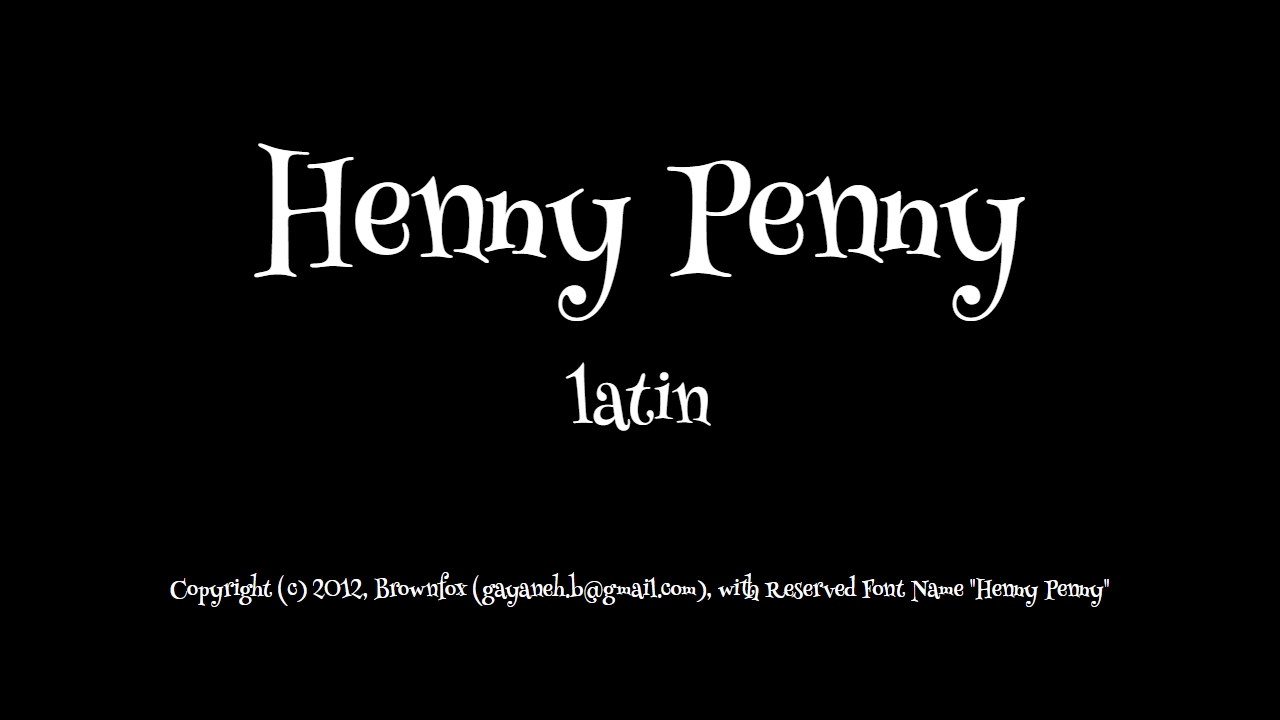 Henny Penny
latin
Copyright (c) 2012, Brownfox (gayaneh.b@gmail.com), with Reserved Font Name "Henny Penny"